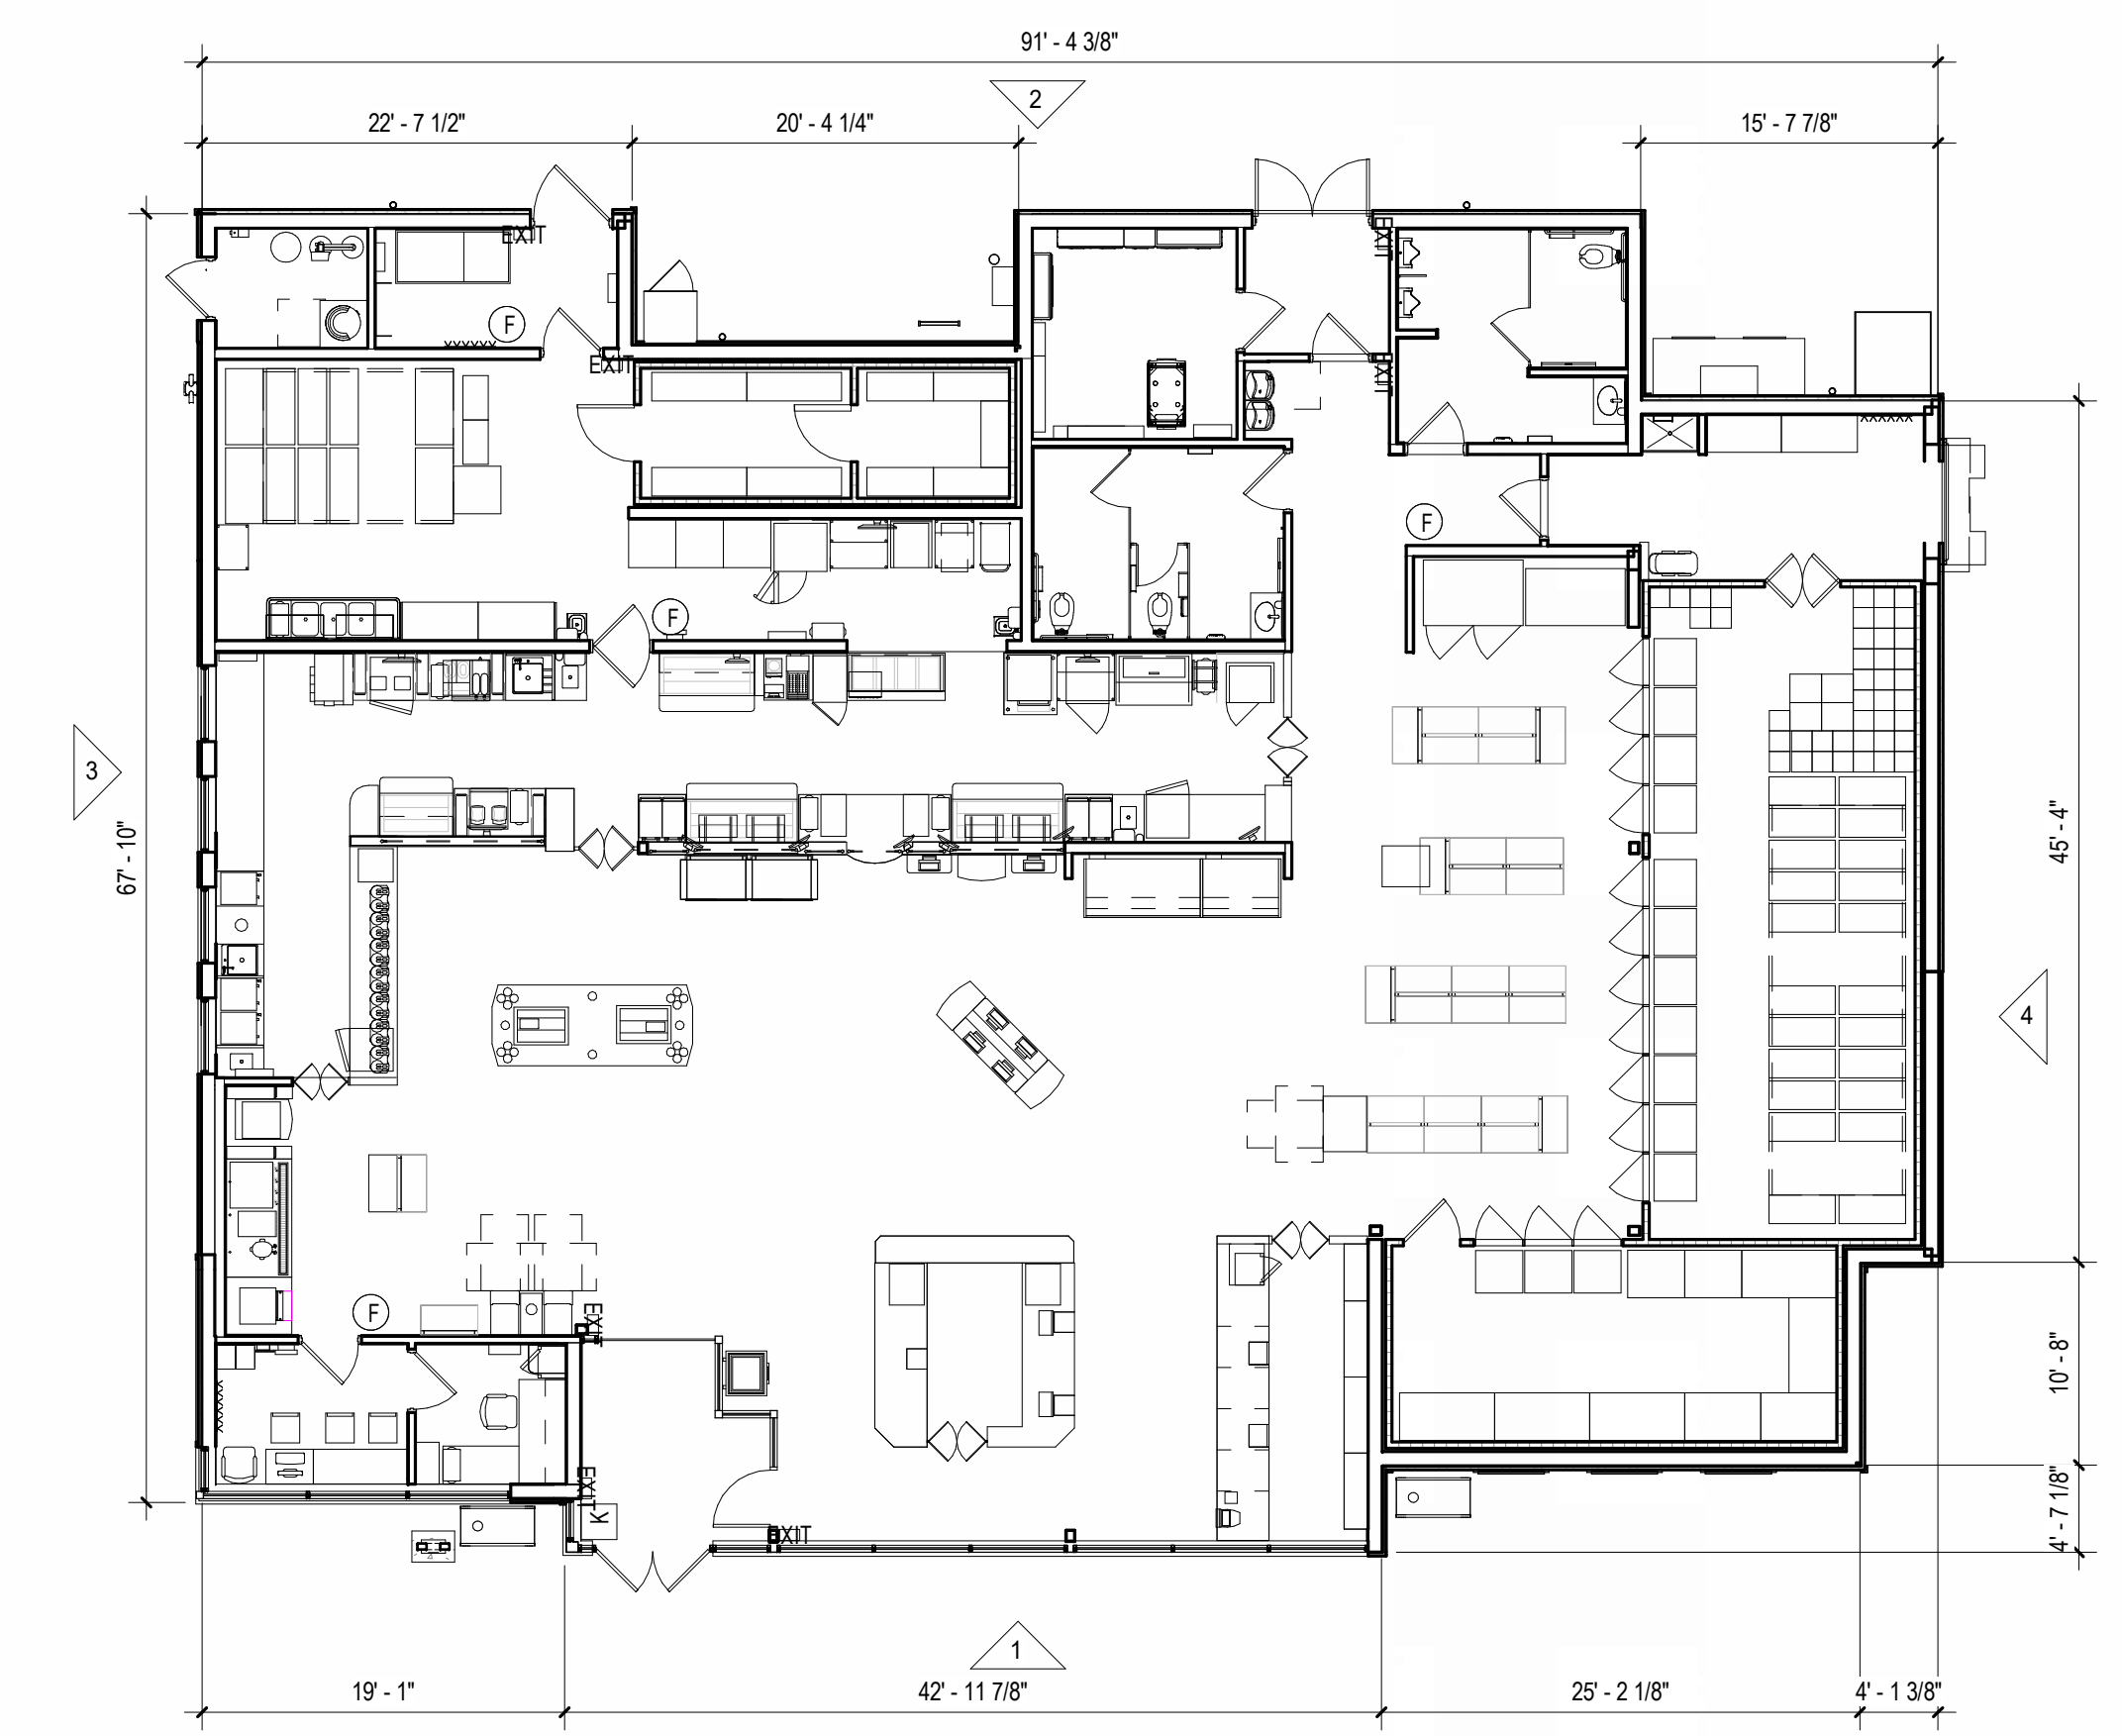 91' - 4 3/8"
2
22' - 7 1/2"
20' - 4 1/4"
15' - 7 7/8"
EXIT
F
EXIT
F
F
3
67' - 10"
45' - 4"
4
F
EXIT
10' - 8"
EXIT
K
EXIT
4' - 7 1/8"
1
19' - 1"
42' - 11 7/8"
25' - 2 1/8"
4' - 1 3/8"